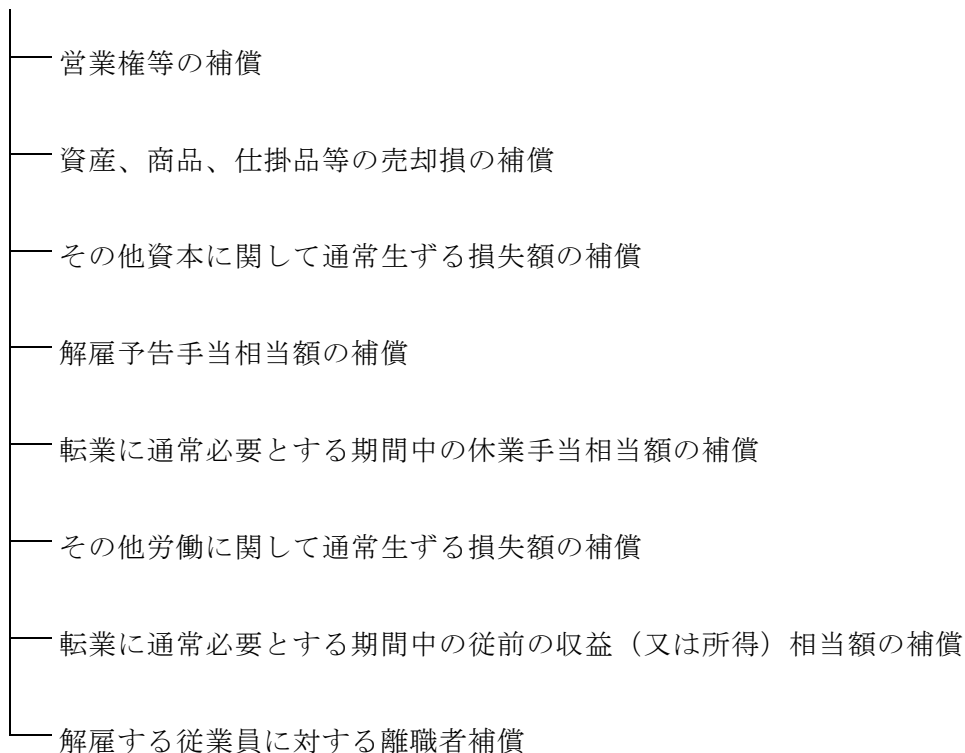 営業権等の補償
資産、商品、仕掛品等の売却損の補償
その他資本に関して通常生ずる損失額の補償
解雇予告手当相当額の補償
転業に通常必要とする期間中の休業手当相当額の補償
その他労働に関して通常生ずる損失額の補償
転業に通常必要とする期間中の従前の収益（又は所得）相当額の補償
解雇する従業員に対する離職者補償